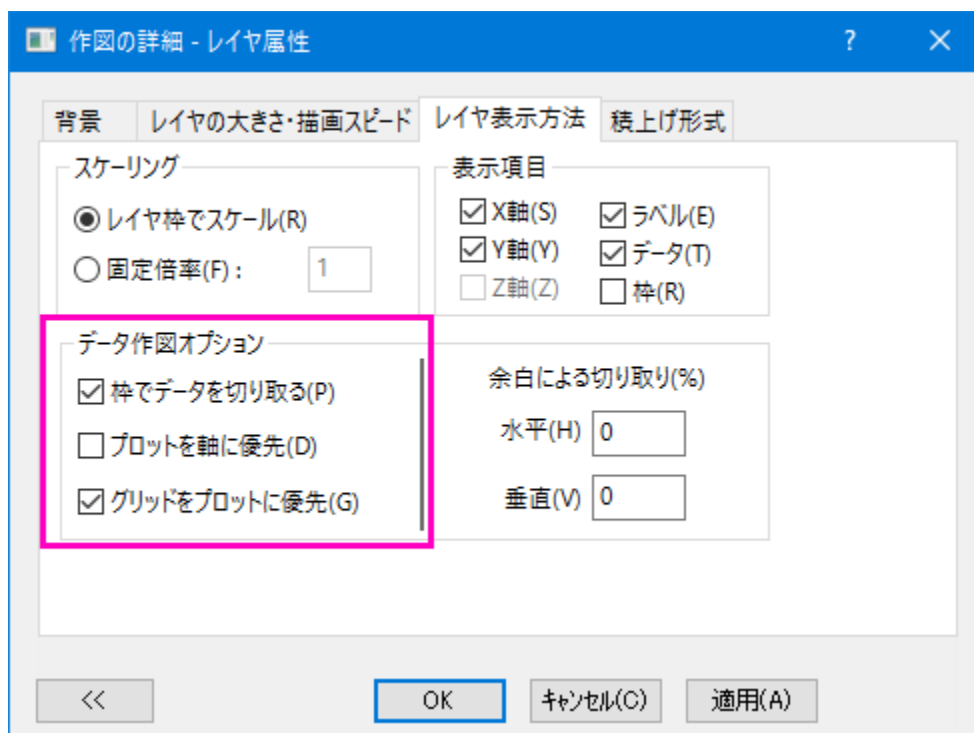 作図の詳細 - レイヤ属性 ? ×
背景 レイヤの大きさ・描画スピード レイヤ表示方法 積上げ形式
スケーリング
レイヤ枠でスケール(R)
固定倍率(F): 1
表示項目
X軸(S) ラベル(E)
Y軸(Y) データ(T)
Z軸(Z) 枠(R)
データ作図オプション
枠でデータを切り取る(P)
プロットを軸に優先(D)
グリッドをプロットに優先(G)
余白による切り取り(%)
水平(H) 0
垂直(V) 0
<< OK キャンセル(C) 適用(A)